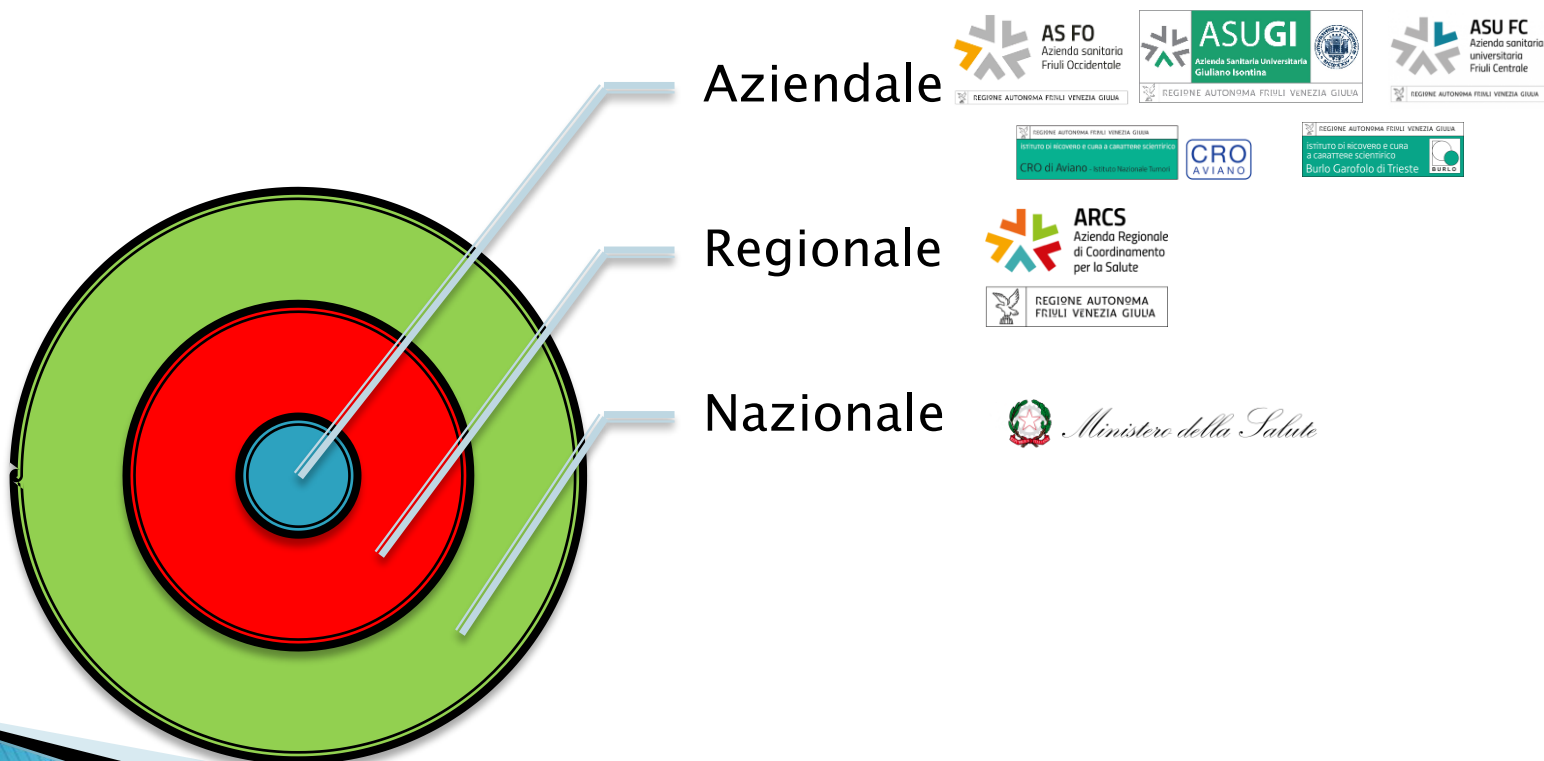 Aziendale
AS FO
Azienda sanitaria
Friuli Occidentale
REGIONE AUTONOMA FRIULI VENEZIA GIULIA
ASUGI
Azienda Sanitaria Universitaria
Giuliano Isontina
REGIONE AUTONOMA FRIULI VENEZIA GIULIA
ASU FC
Azienda sanitaria
universitaria
Friuli Centrale
REGIONE AUTONOMA FRIULI VENEZIA GIULIA
REGIONE AUTONOMA FRIULI VENEZIA GIULIA
ISTITUTO DI RICOVERO E CURA A CARATTERE SCIENTIFICO
CRO di Aviano - Istituto Nazionale Tumori
CRO
AVIANO
REGIONE AUTONOMA FRIULI VENEZIA GIULIA
ISTITUTO DI RICOVERO E CURA
A CARATTERE SCIENTIFICO
Burlo Garofolo di Trieste
BURLO
Regionale
ARCS
Azienda Regionale
di Coordinamento
per la Salute
REGIONE AUTONOMA
FRIULI VENEZIA GIULIA
Nazionale
Ministero della Salute